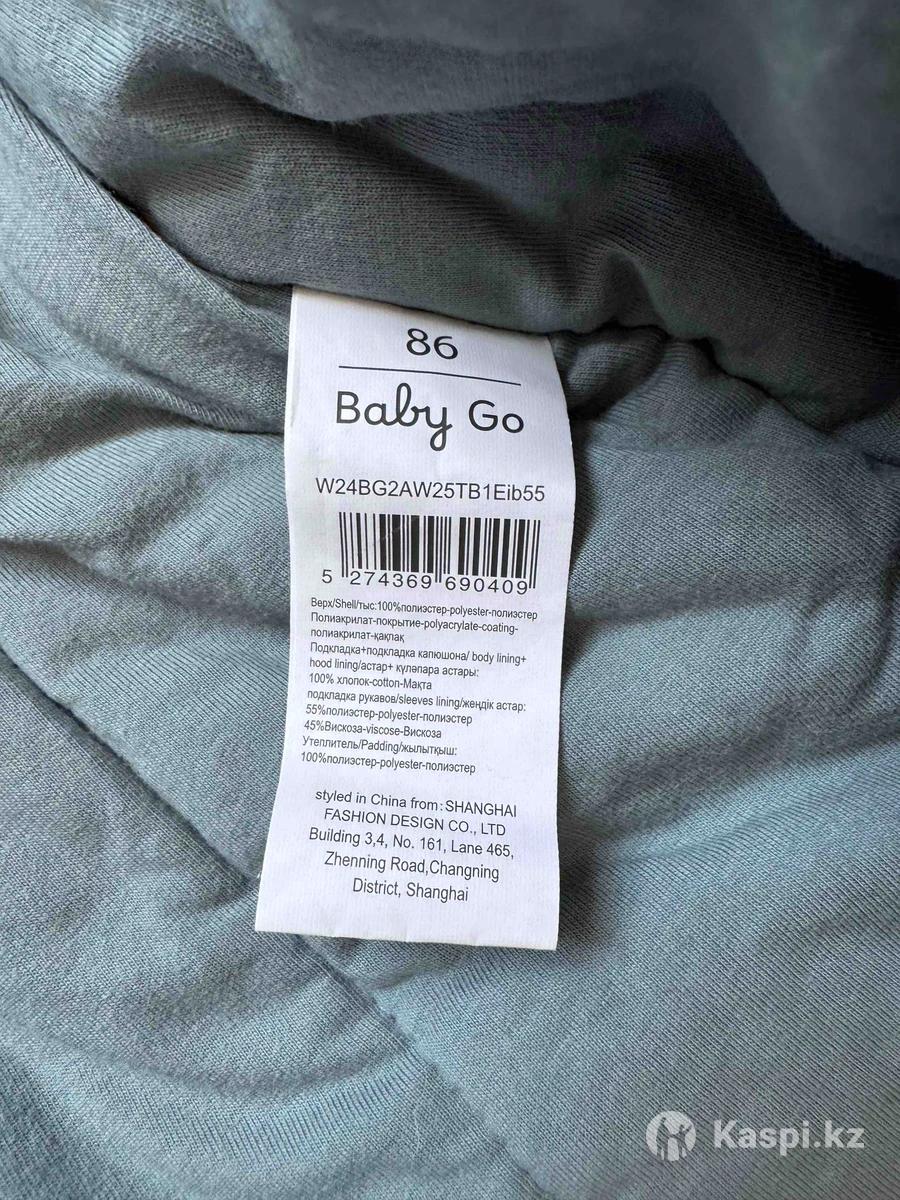 86
Baby Go
W24BG2AW25TB1Eib55
5 274369 690409
Верх/Shell/тыс:100%полиэстер-polyester-полиэстер
Полиакрилат-покрытие-polyacrylate-coating-
полиакрилат-қақпақ
Подкладка+подкладка капюшона/ body lining+
hood lining/астар+ күләпара астары:
100% хлопок-cotton-Мақта
подкладка рукавов/sleeves lining/жеңдік астар:
55%полиэстер-polyester-полиэстер
45%Вискоза-viscose-Вискоза
Утеплитель/Padding/жылытқыш:
100%полиэстер-polyester-полиэстер
styled in China from: SHANGHAI
FASHION DESIGN CO., LTD
Building 3,4, No. 161, Lane 465,
Zhenning Road,Changning
District, Shanghai
Kaspi.kz